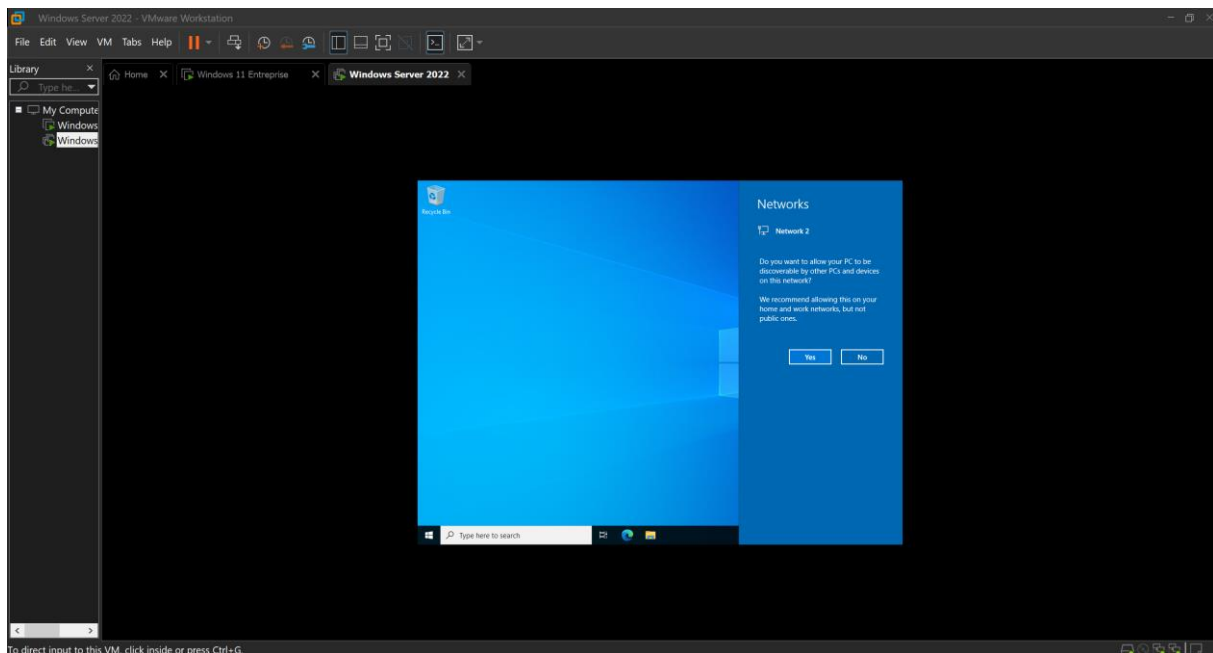 Windows Server 2022 - VMware Workstation
File Edit View VM Tabs Help
Library
Type he...
Home
Windows 11 Entreprise
Windows Server 2022
My Compute
Windows
Windows
Recycle Bin
Networks
Network 2
Do you want to allow your PC to be
discoverable by other PCs and devices
on this network?
We recommend allowing this on your
home and work networks, but not
public ones.
Yes No
Type here to search
To direct input to this VM, click inside or press Ctrl+G.